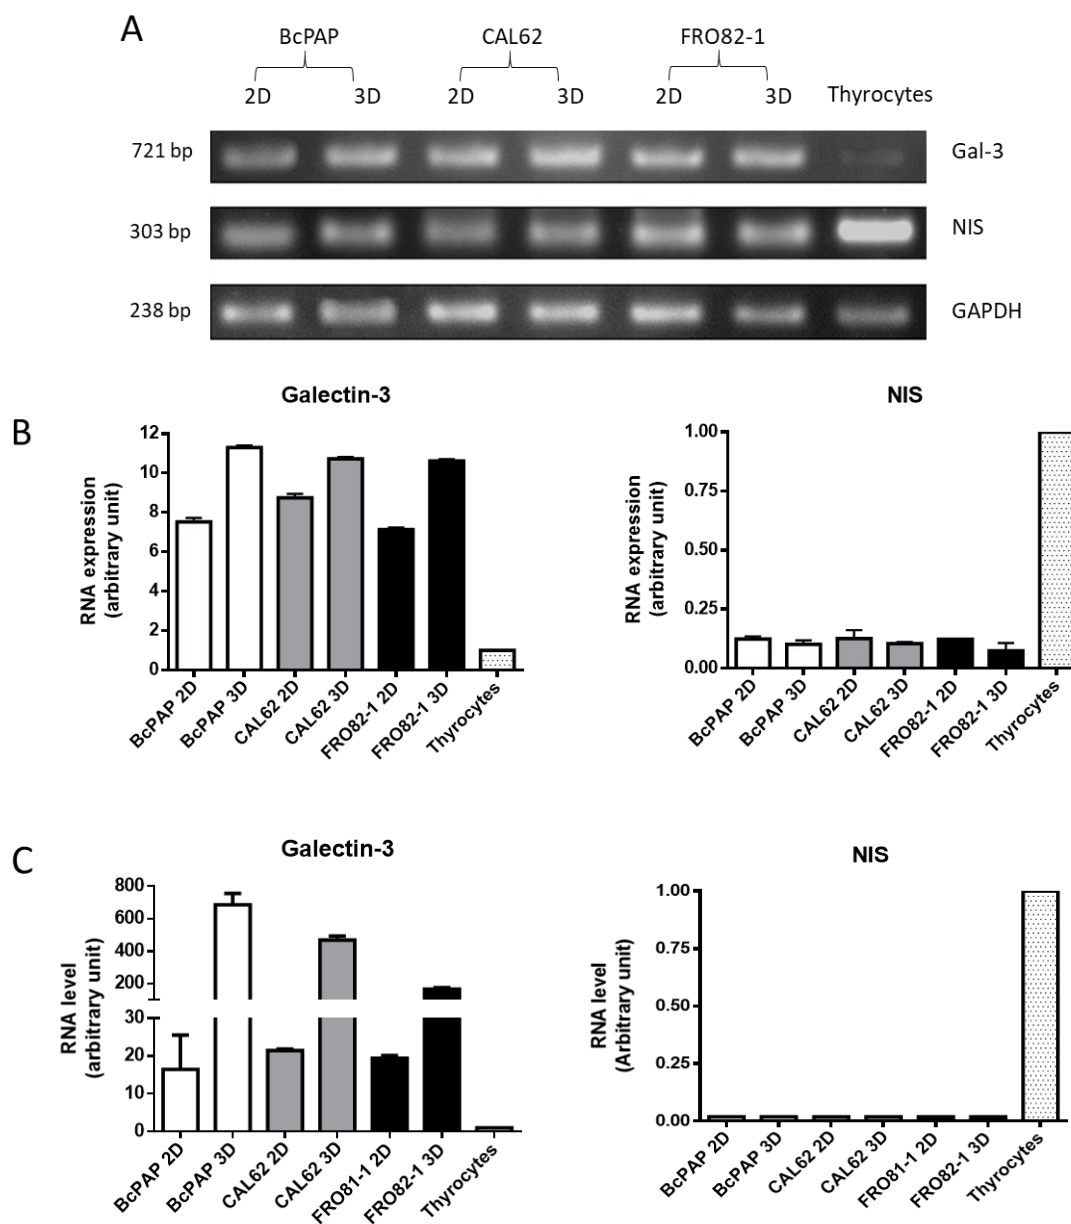 A
BcPAP CAL62 FRO82-1
2D 3D 2D 3D 2D 3D Thyrocytes
721 bp Gal-3
303 bp NIS
238 bp GAPDH
B
Galectin-3
RNA expression
(arbitrary unit)
12
10
8
6
4
2
0
BcPAP 2D
BcPAP 3D
CAL62 2D
CAL62 3D
FRO82-1 2D
FRO82-1 3D
Thyrocytes
NIS
RNA expression
(arbitrary unit)
1.00
0.75
0.50
0.25
0.00
BcPAP 2D
BcPAP 3D
CAL62 2D
CAL62 3D
FRO82-1 2D
FRO82-1 3D
Thyrocytes
C
Galectin-3
RNA level
(arbitrary unit)
800
600
400
200
30
20
10
0
BcPAP 2D
BcPAP 3D
CAL62 2D
CAL62 3D
FRO81-1 2D
FRO82-1 3D
Thyrocytes
NIS
RNA level
(Arbitrary unit)
1.00
0.75
0.50
0.25
0.00
BcPAP 2D
BcPAP 3D
CAL62 2D
CAL62 3D
FRO81-1 2D
FRO82-1 3D
Thyrocytes